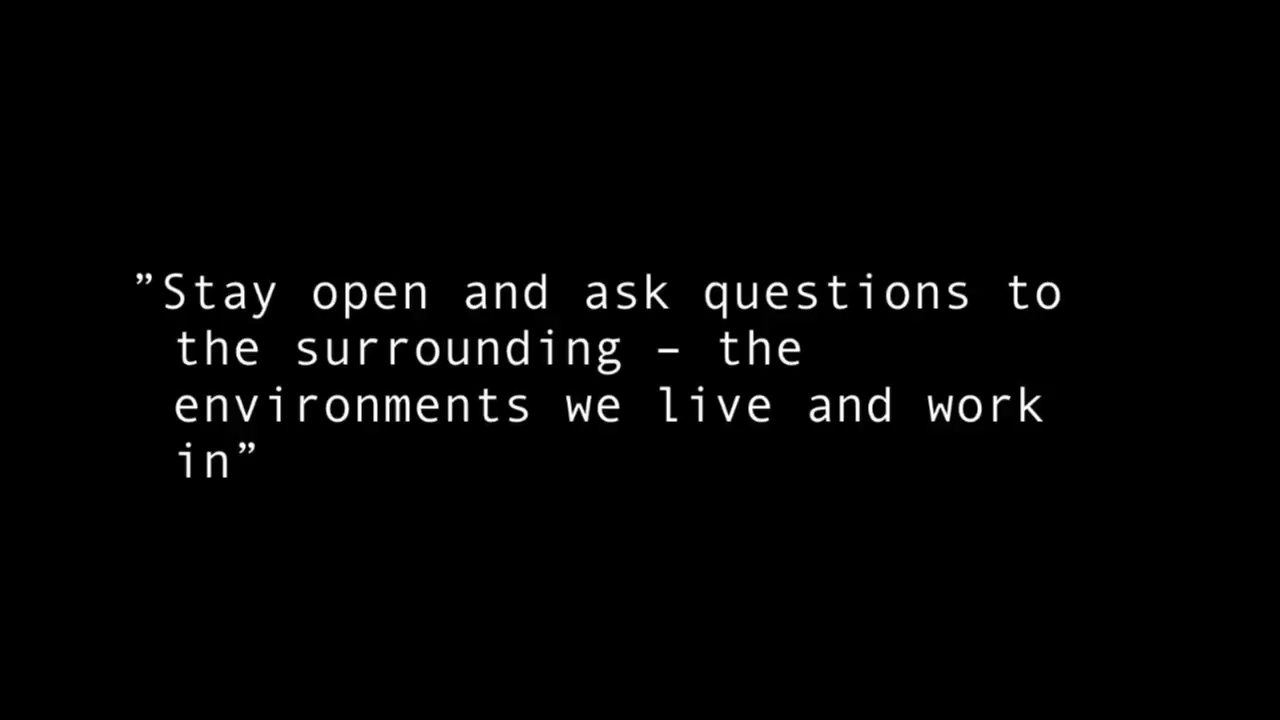 ”Stay open and ask questions to
the surrounding – the
environments we live and work
in”